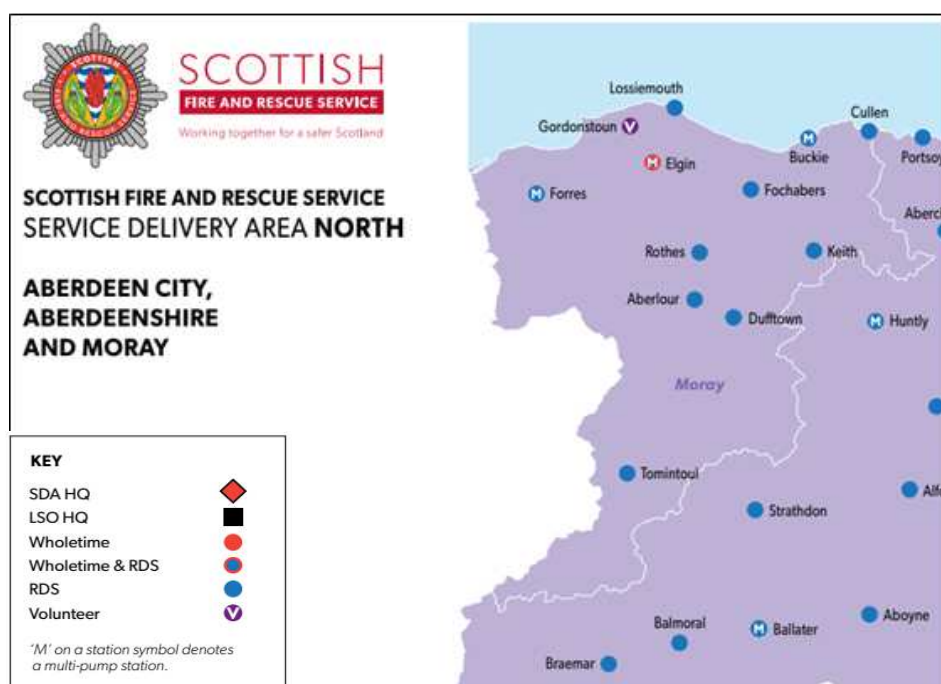 SCOTTISH
FIRE AND RESCUE SERVICE
Working together for a safer Scotland
SCOTTISH FIRE AND RESCUE SERVICE
SERVICE DELIVERY AREA NORTH
ABERDEEN CITY,
ABERDEENSHIRE
AND MORAY
KEY
SDA HQ
LSO HQ
Wholetime
Wholetime & RDS
RDS
Volunteer
V
'M' on a station symbol denotes
a multi-pump station.
Lossiemouth
Gordonstoun V
Cullen
M Elgin
M Buckie
Portsoy
M Forres
Fochabers
Aberch
Rothes
Keith
Aberlour
Dufftown
M Huntly
Moray
Tomintoul
Alfo
Strathdon
Aboyne
Balmoral
M Ballater
Braemar